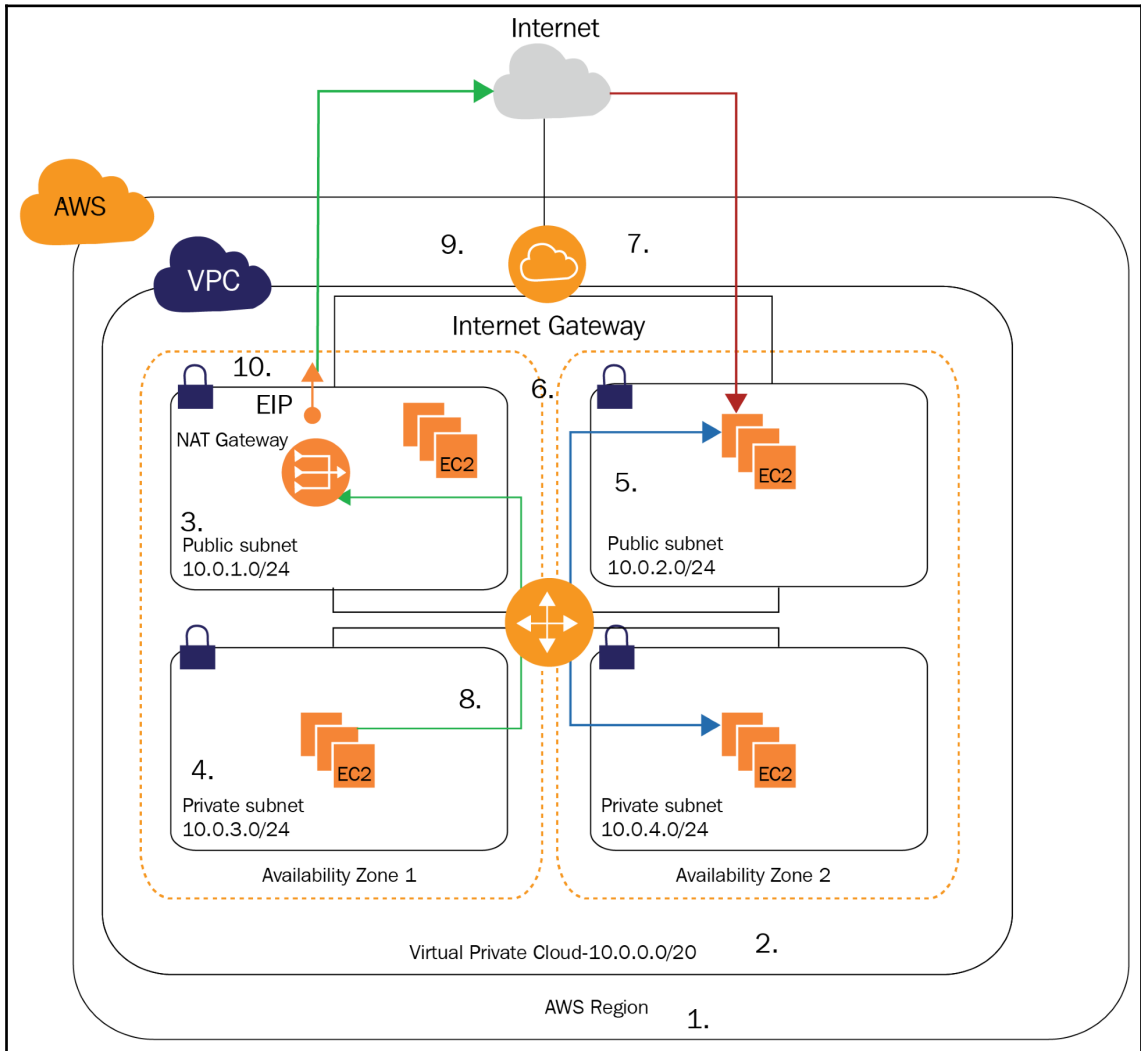 Internet
AWS
9.
7.
VPC
Internet Gateway
10.
6.
EIP
NAT Gateway
EC2
EC2
5.
3.
Public subnet
10.0.1.0/24
Public subnet
10.0.2.0/24
8.
4.
EC2
EC2
Private subnet
10.0.3.0/24
Private subnet
10.0.4.0/24
Availability Zone 1
Availability Zone 2
Virtual Private Cloud-10.0.0.0/20
2.
AWS Region
1.